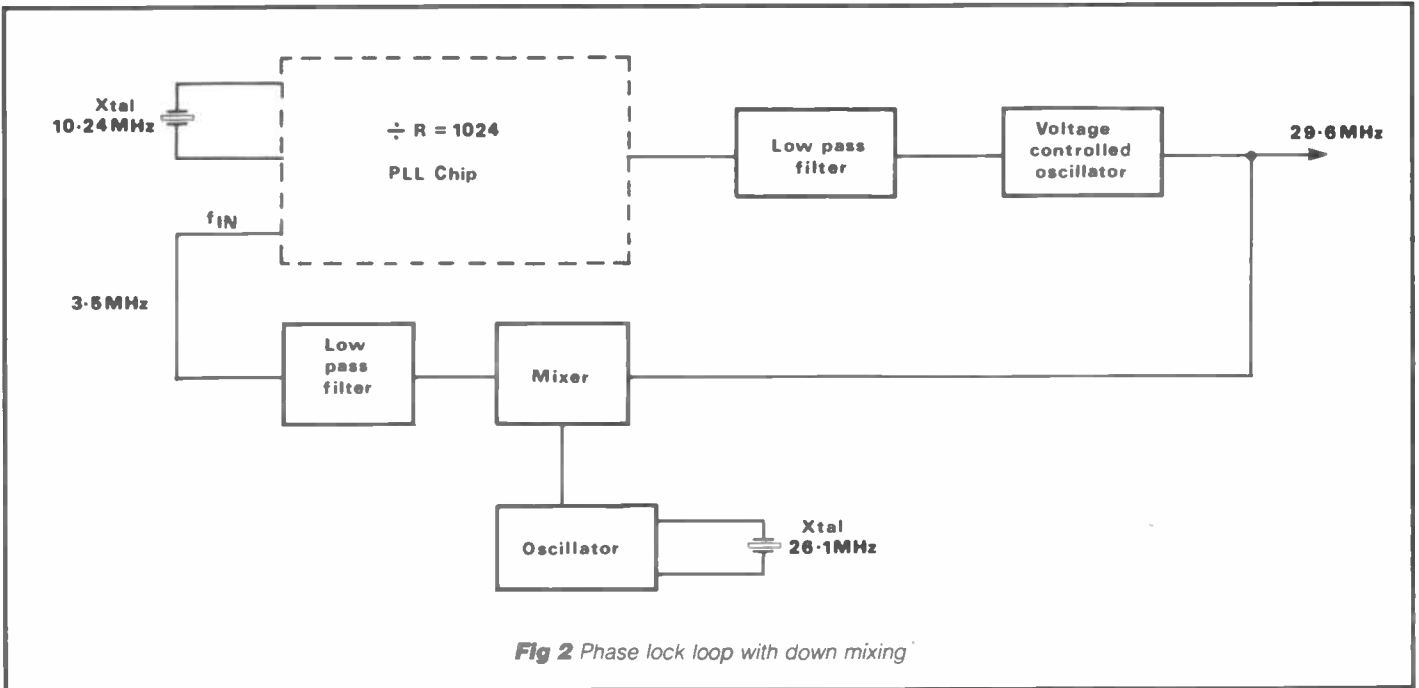 Xtal
10·24MHz
÷ R = 1024
PLL Chip
fIN
3·5MHz
Low pass
filter
Voltage
controlled
oscillator
29·6MHz
Low
pass
filter
Mixer
Oscillator
Xtal
26·1MHz
Fig 2 Phase lock loop with down mixing